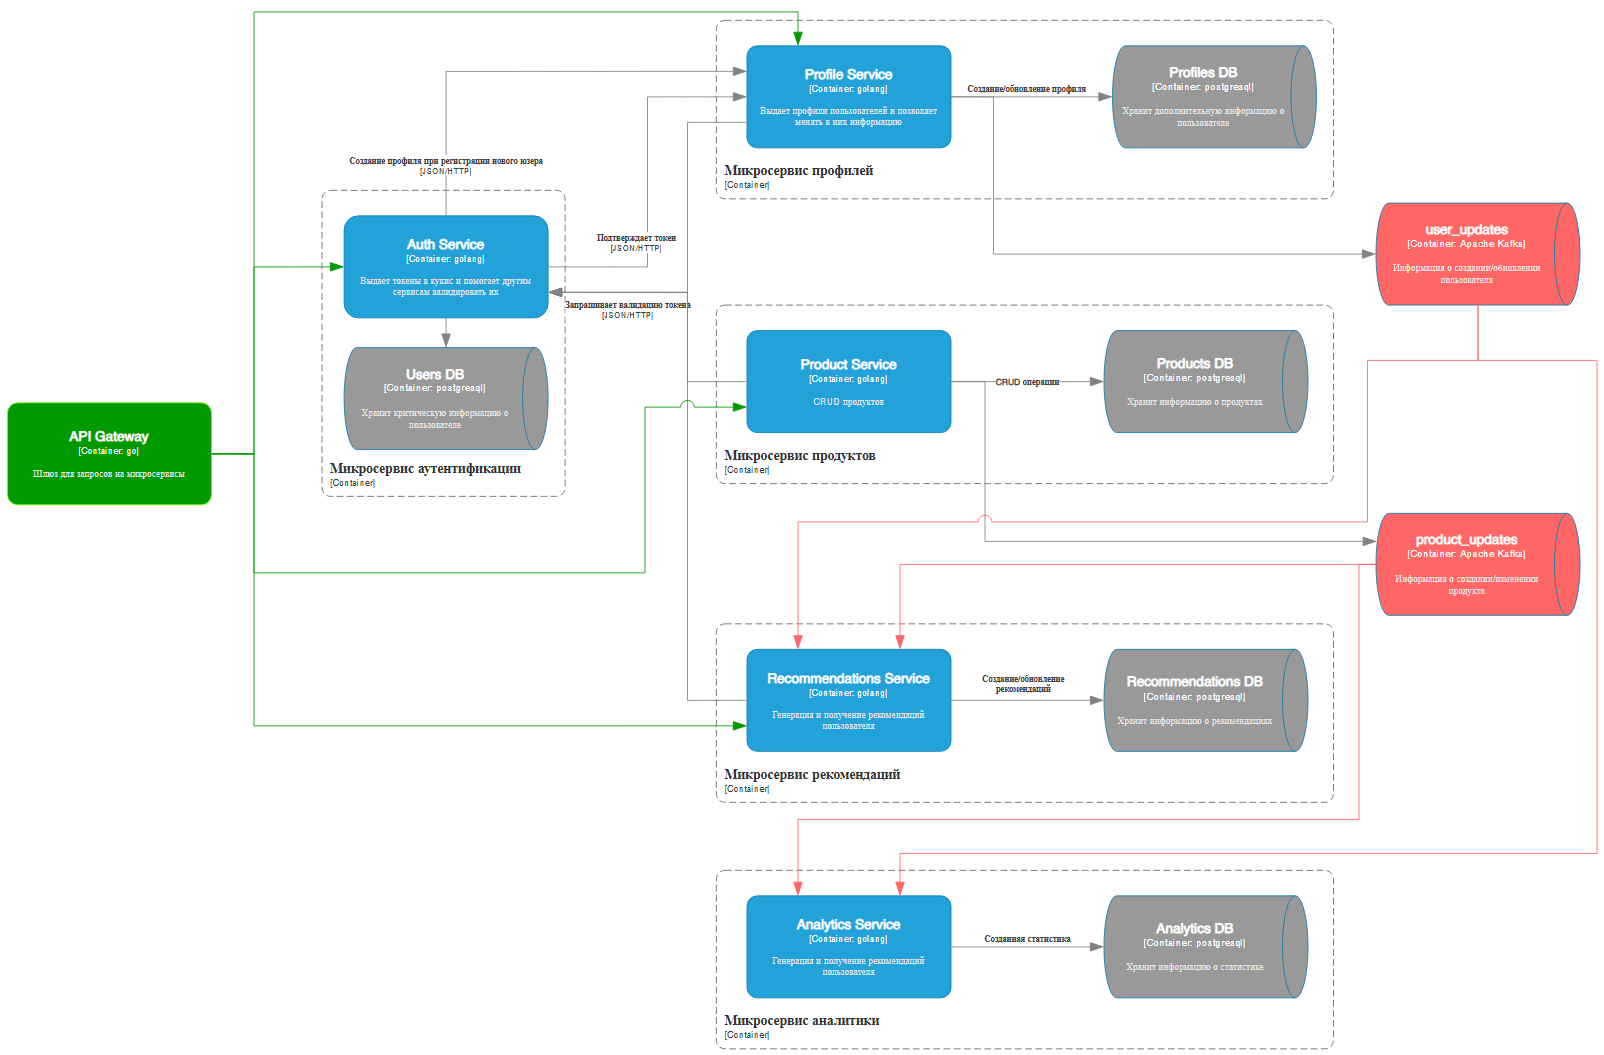 Profile Service
[Container: golang]
Выдает профили пользователей и позволяет
менять в них информацию
Создание/обновление профиля
Profiles DB
[Container: postgresql]
Хранит дополнительную информацию о
пользователе
Микросервис профилей
[Container]
Создание профиля при регистрации нового юзера
[JSON/HTTP]
Auth Service
[Container: golang]
Выдает токены в кукис и помогает другим
сервисам валидировать их
Подтверждает токен
[JSON/HTTP]
Запрашивает валидацию токена
[JSON/HTTP]
Users DB
[Container: postgresql]
Хранит критическую информацию о
пользователе
Микросервис аутентификации
[Container]
API Gateway
[Container: go]
Шлюз для запросов на микросервисы
user_updates
[Container: Apache Kafka]
Информация о создании/обновлении
пользователя
Product Service
[Container: golang]
CRUD продуктов
CRUD операции
Products DB
[Container: postgresql]
Хранит информацию о продуктах
Микросервис продуктов
[Container]
product_updates
[Container: Apache Kafka]
Информация о создании/изменении
продукта
Recommendations Service
[Container: golang]
Генерация и получение рекомендаций
пользователя
Создание/обновление
рекомендаций
Recommendations DB
[Container: postgresql]
Хранит информацию о рекомендациях
Микросервис рекомендаций
[Container]
Analytics Service
[Container: golang]
Генерация и получение рекомендаций
пользователя
Созданная статистика
Analytics DB
[Container: postgresql]
Хранит информацию о статистике
Микросервис аналитики
[Container]